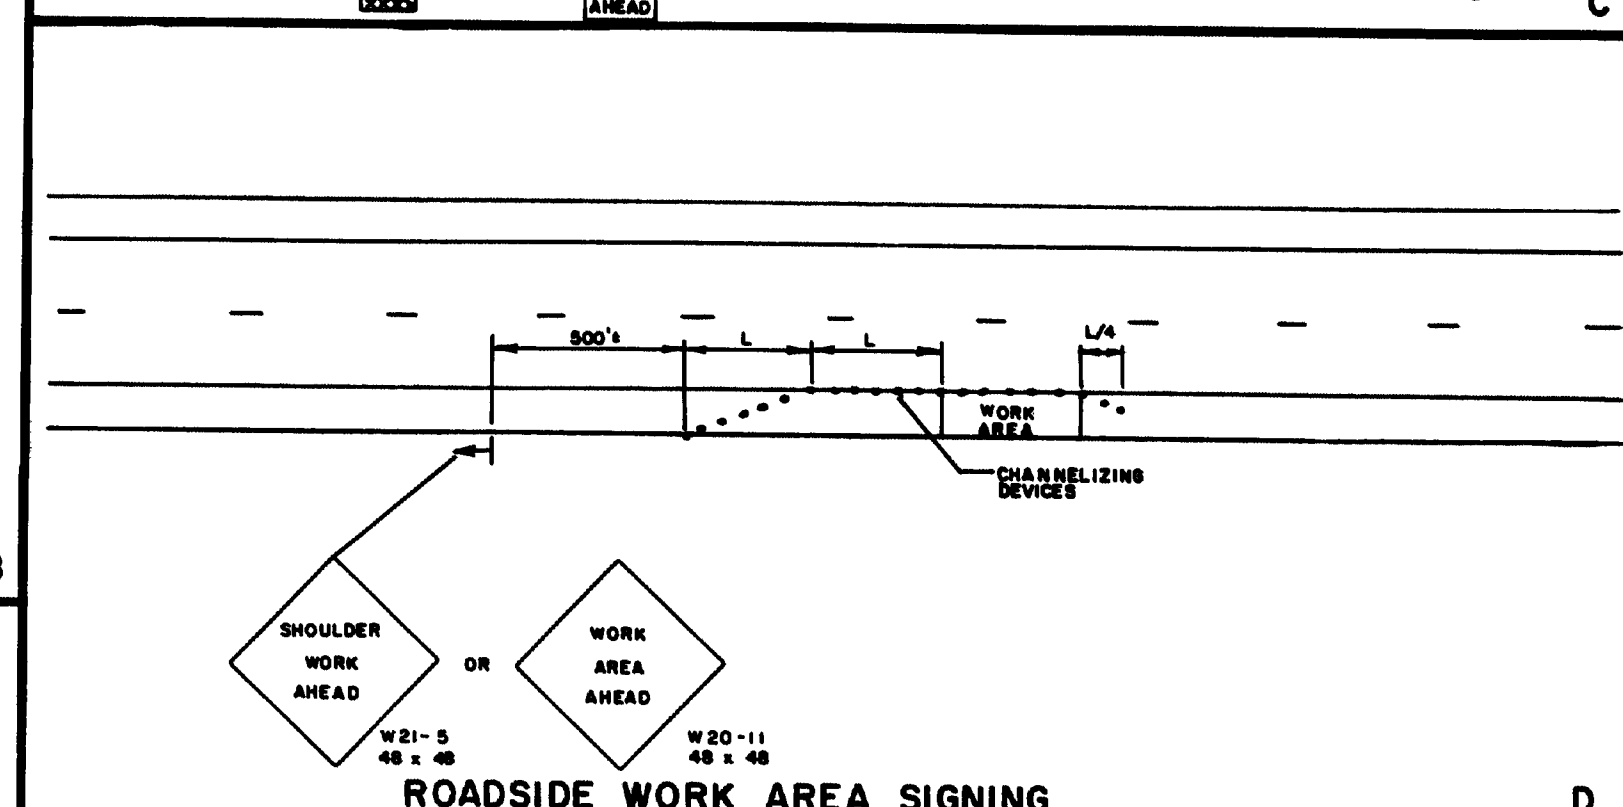 AHEAD
C
500'±
L
L
L/4
WORK
AREA
CHANNELIZING
DEVICES
SHOULDER
WORK
AHEAD
OR
WORK
AREA
AHEAD
W21-5
48 x 48
W20-11
48 x 48
ROADSIDE WORK AREA SIGNING
D